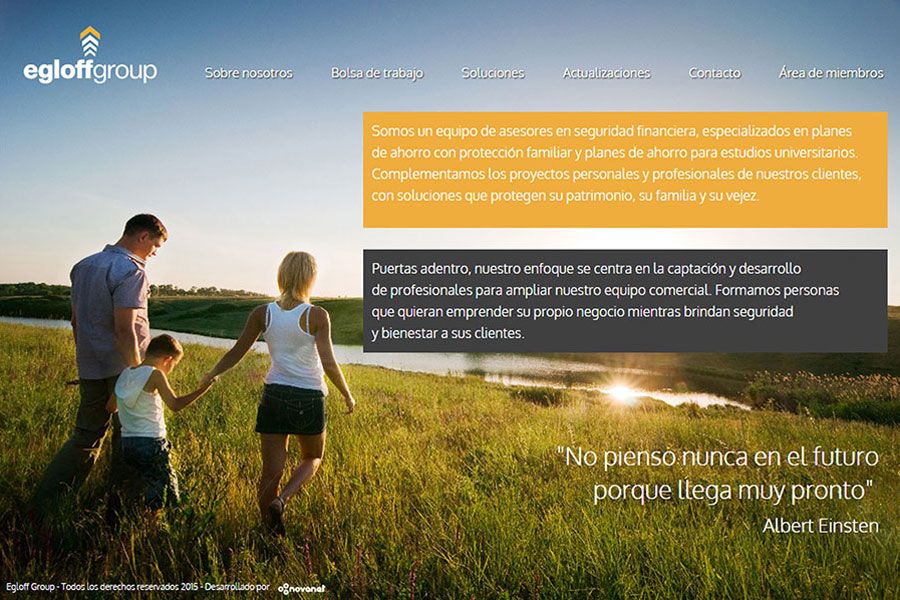 egloffgroup
Sobre nosotros Bolsa de trabajo Soluciones Actualizaciones Contacto Área de miembros
Somos un equipo de asesores en seguridad financiera, especializados en planes
de ahorro con protección familiar y planes de ahorro para estudios universitarios.
Complementamos los proyectos personales y profesionales de nuestros clientes,
con soluciones que protegen su patrimonio, su familia y su vejez.
Puertas adentro, nuestro enfoque se centra en la captación y desarrollo
de profesionales para ampliar nuestro equipo comercial. Formamos personas
que quieran emprender su propio negocio mientras brindan seguridad
y bienestar a sus clientes.
"No pienso nunca en el futuro
porque llega muy pronto"
Albert Einsten
Egloff Group - Todos los derechos reservados 2015 - Desarrollado por